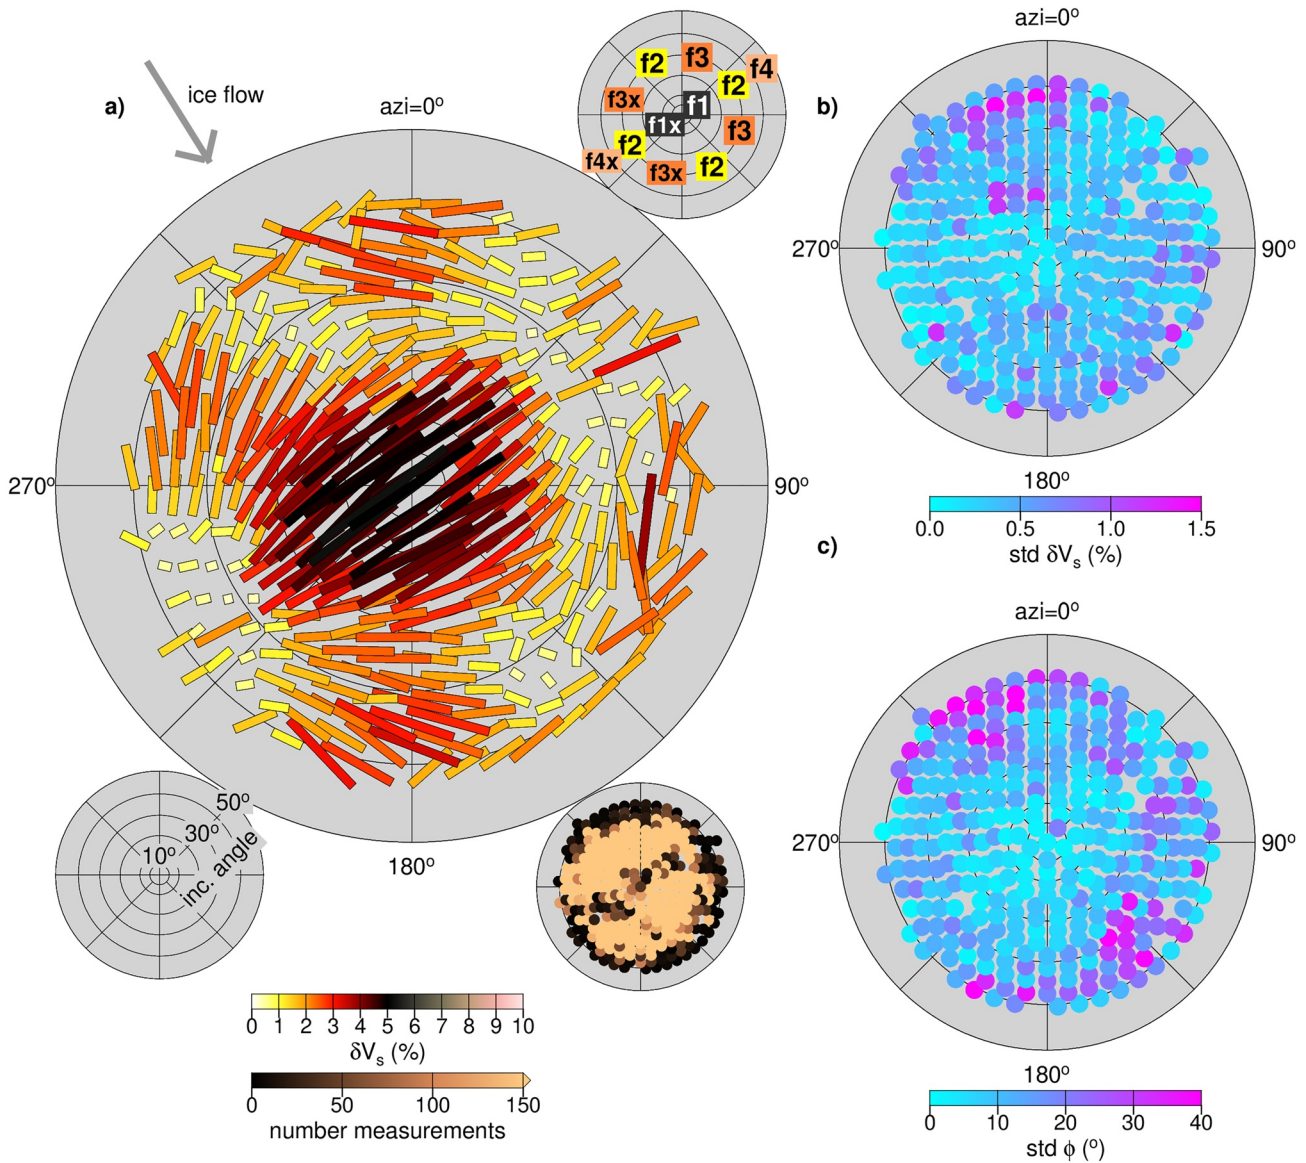 a)
ice flow
azi=0°
270°
90°
180°
f2
f3
f4
f2
f3x
f1
f1x
f3
f2
f4x
f3x
f2
50°
30°
10°
inc. angle
0 1 2 3 4 5 6 7 8 9 10
δVs (%)
0 50 100 150
number measurements
b)
azi=0°
270°
90°
180°
0.0 0.5 1.0 1.5
std δVs (%)
c)
azi=0°
270°
90°
180°
0 10 20 30 40
std ϕ (°)